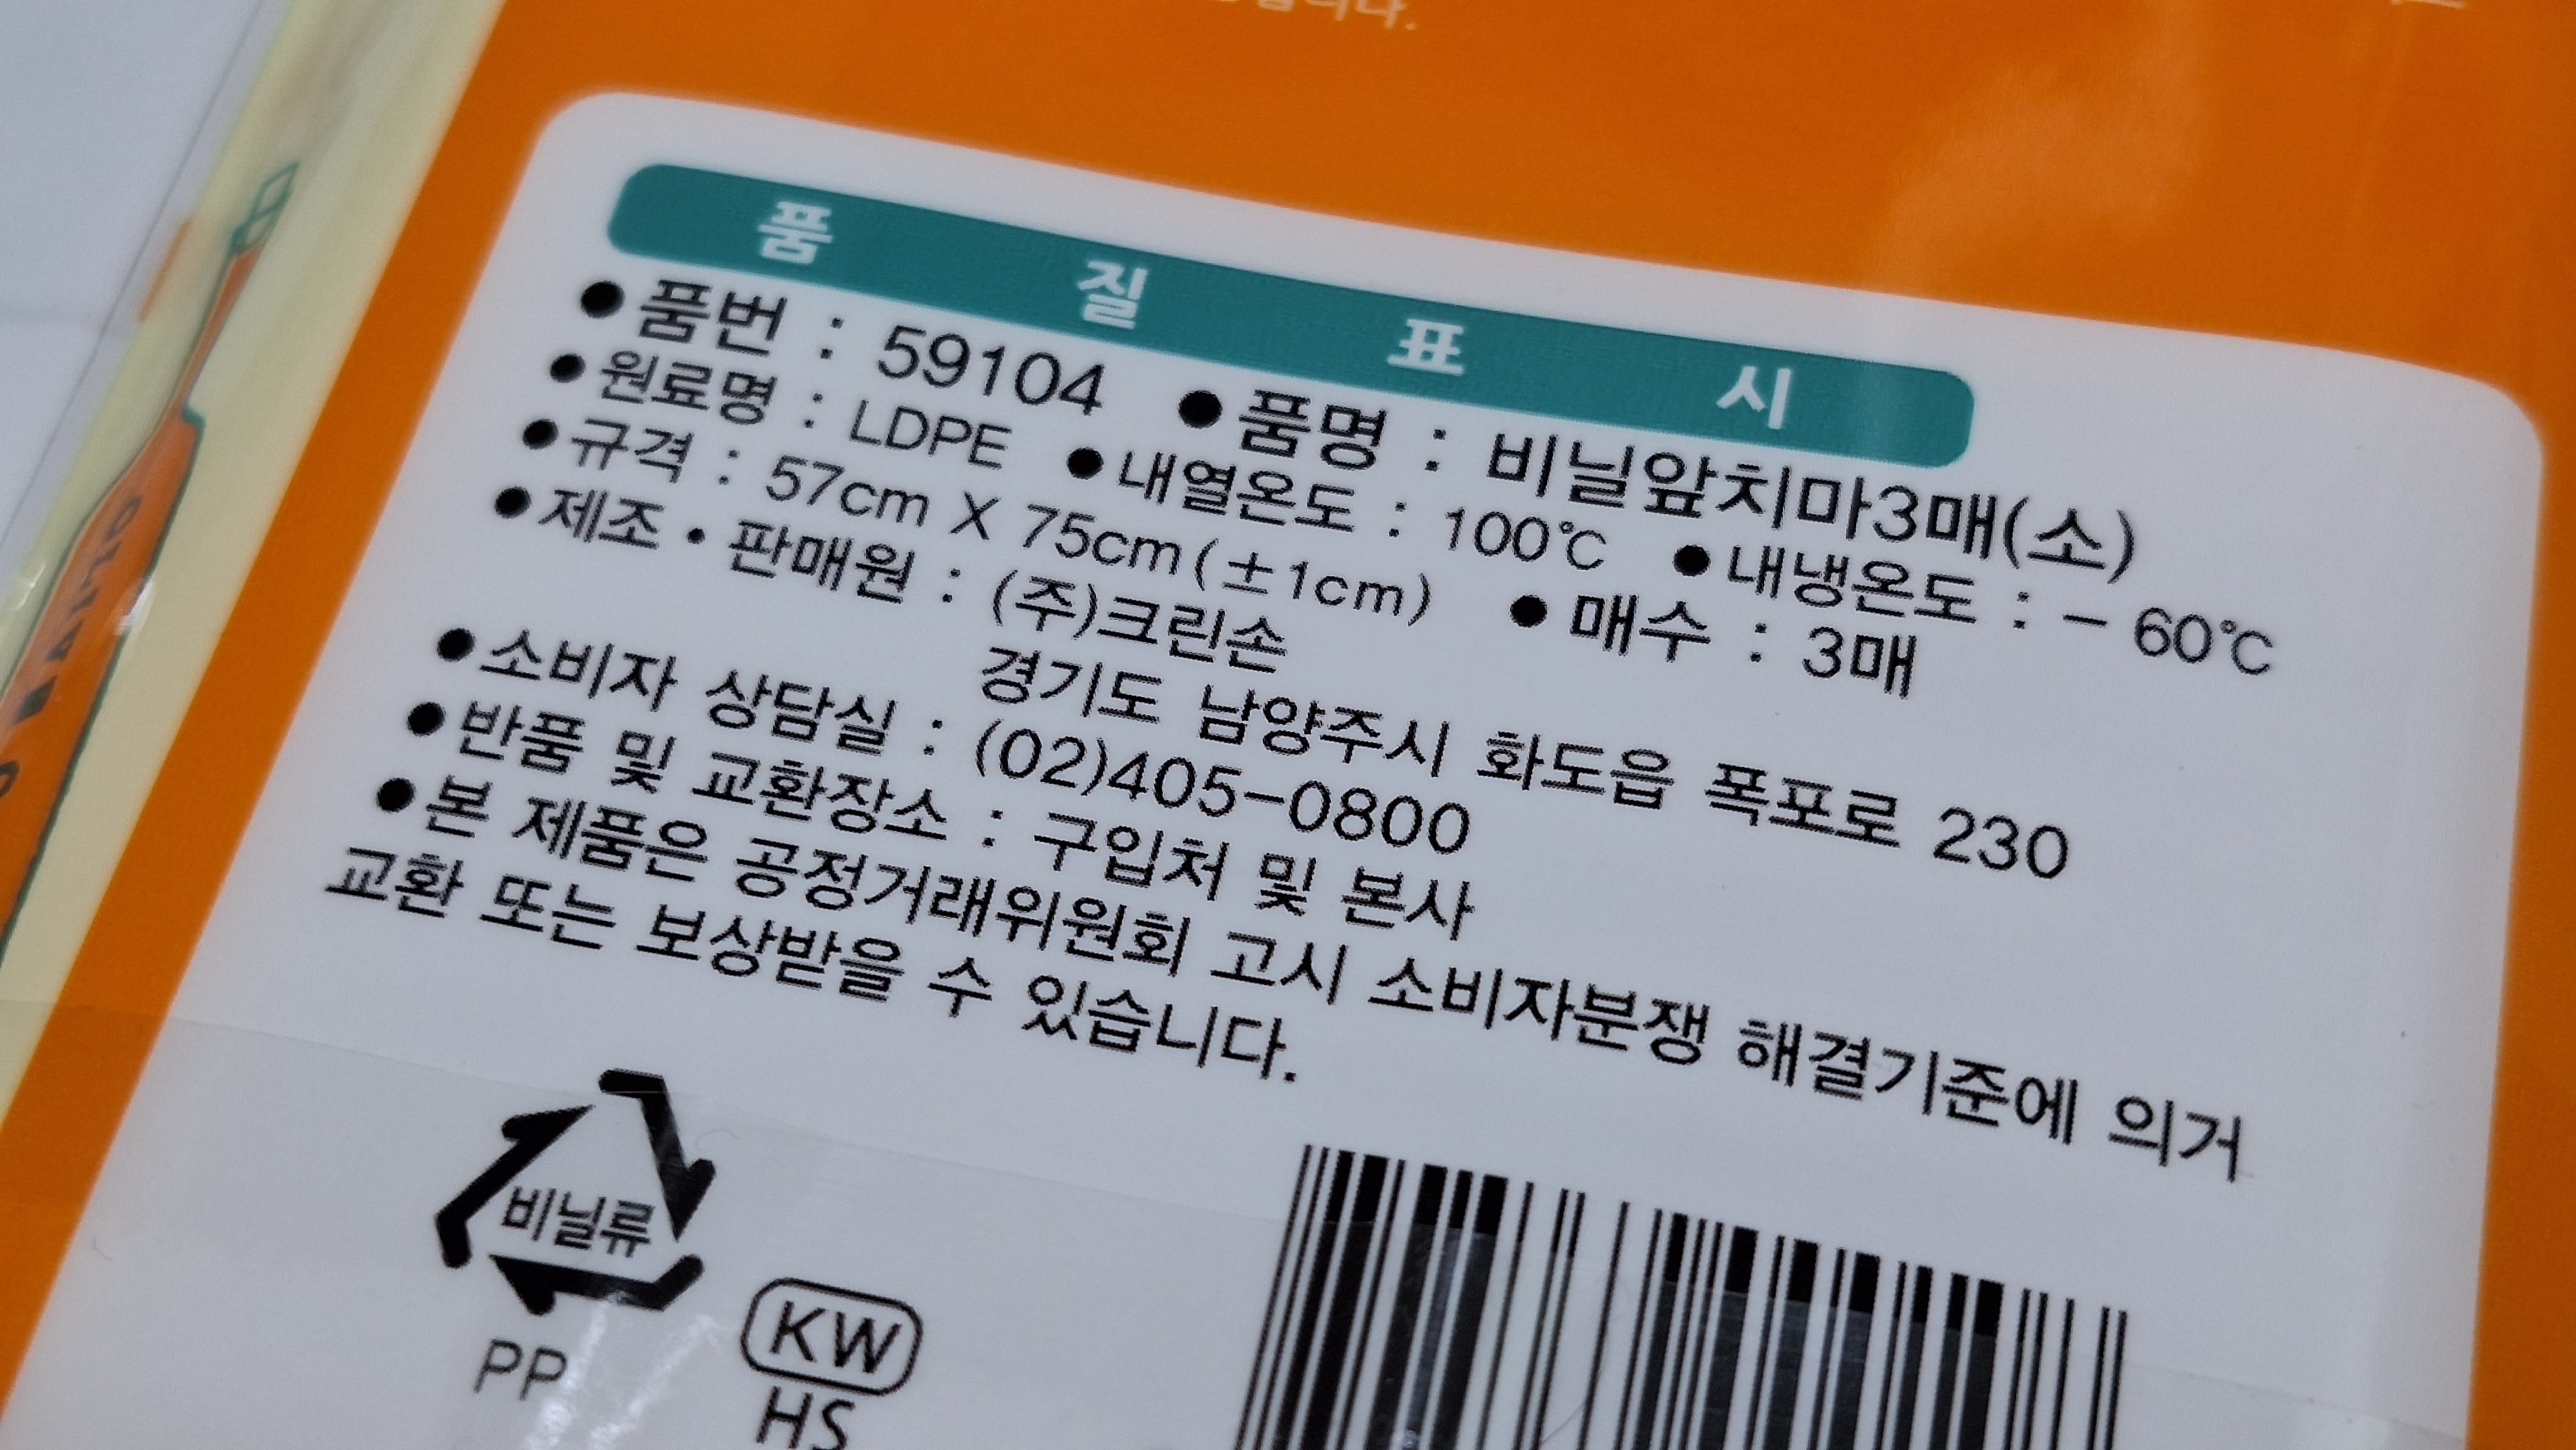 품 질 표 시
●품번 : 59104 ●품명 : 비닐앞치마3매(소)
●원료명 : LDPE ●내열온도 : 100℃ ●내냉온도 : - 60℃
●규격 : 57cm X 75cm(±1cm) ●매수 : 3매
●제조・판매원 : (주)크린손
경기도 남양주시 화도읍 폭포로 230
●소비자 상담실 : (02)405-0800
●반품 및 교환장소 : 구입처 및 본사
●본 제품은 공정거래위원회 고시 소비자분쟁 해결기준에 의거
교환 또는 보상받을 수 있습니다.
비닐류
PP
KW
HS